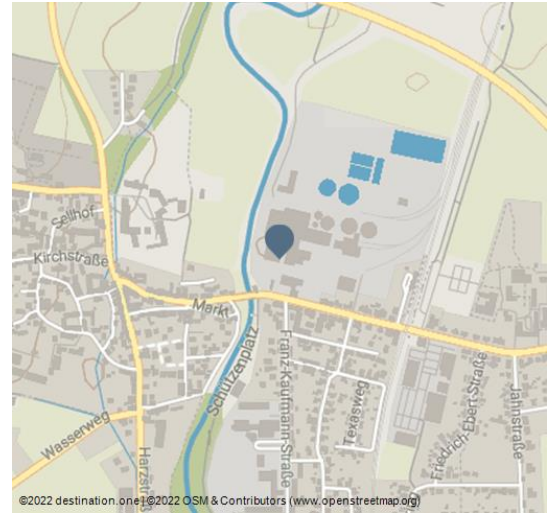 Sellhof
Kirchstraße
Markt
Schützenplatz
Franz-Kaufmann-Straße
Texasweg
Friedrich-Ebert-Straße
Jahnstraße
Wasserweg
Harzstraße
©2022 destination.one | ©2022 OSM & Contributors (www.openstreetmap.org)